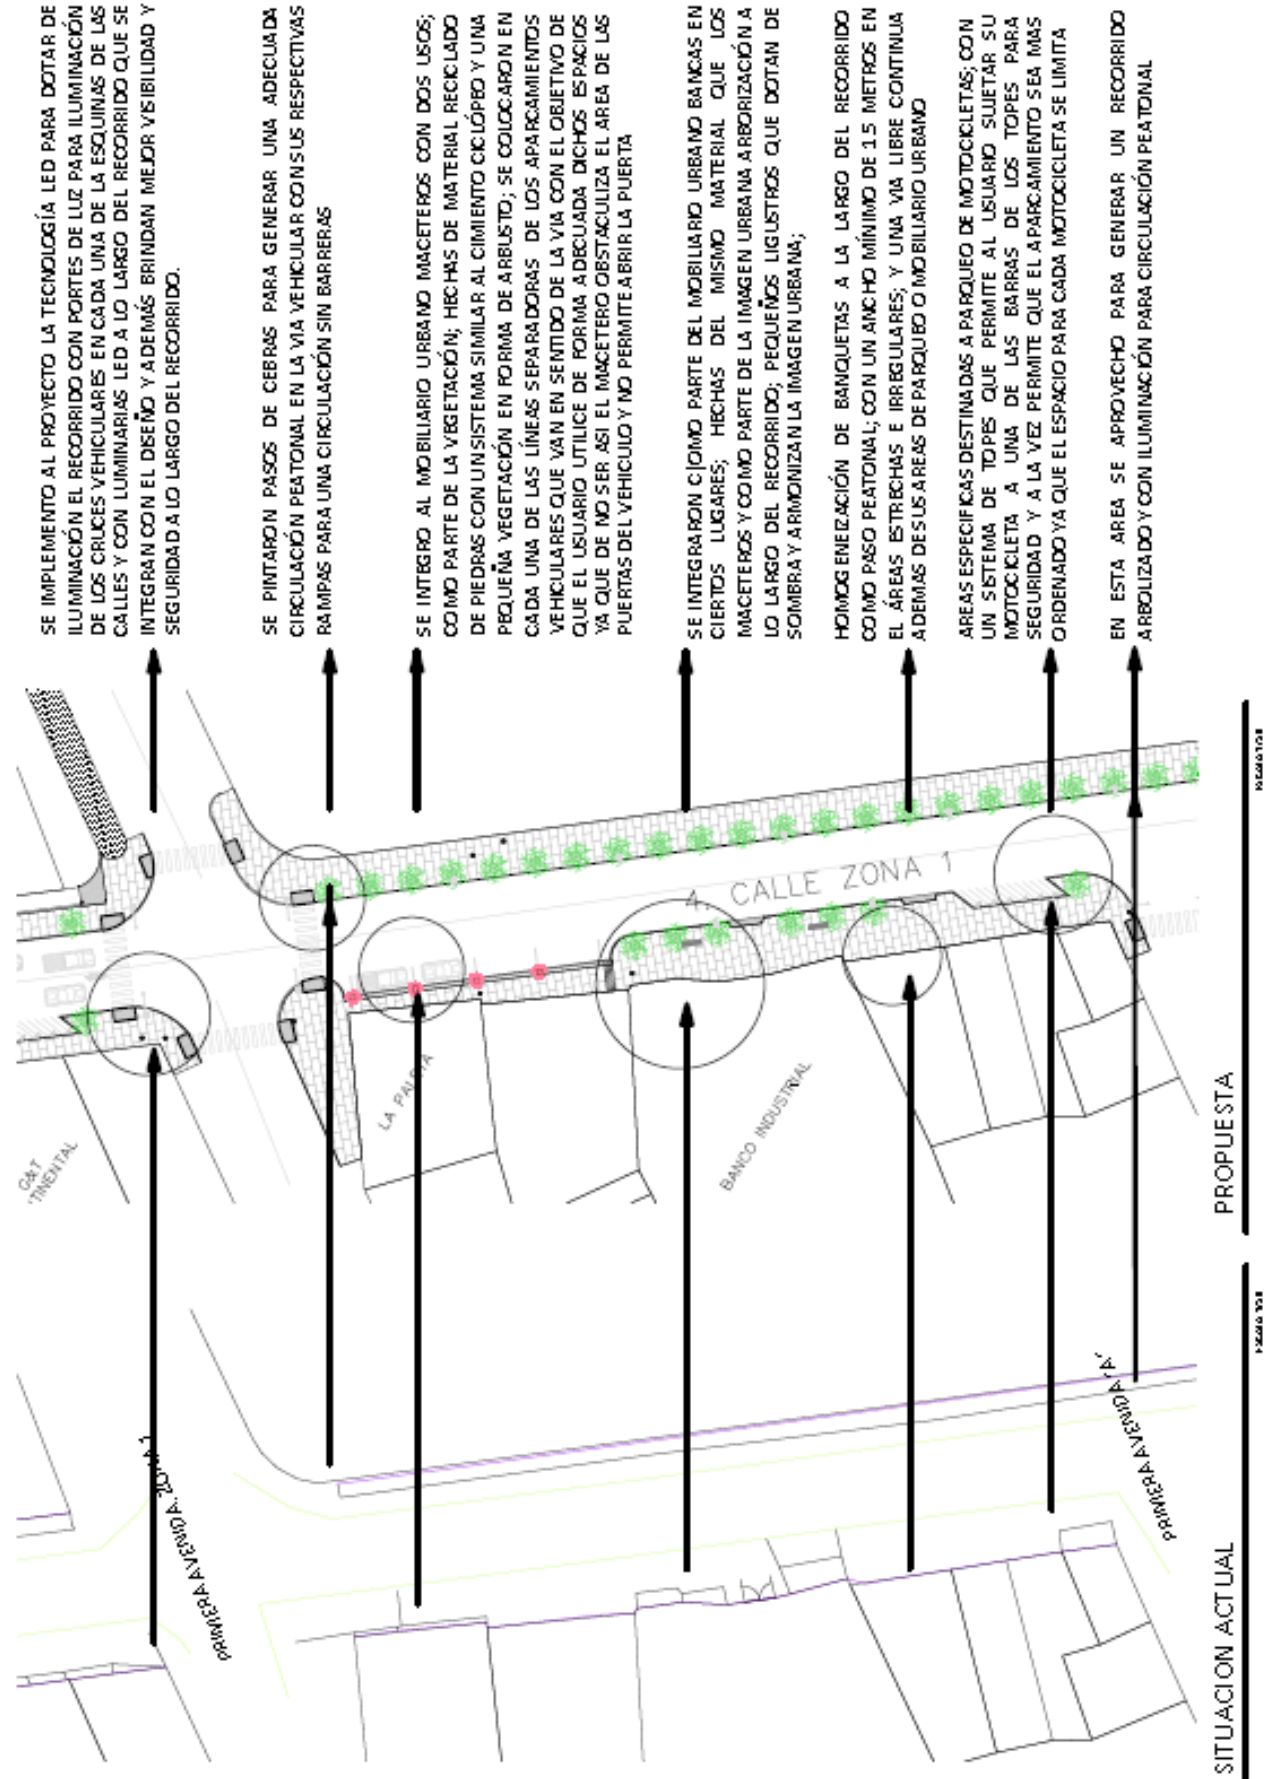 SE IMPLEMENTO AL PROYECTO LA TECNOLOGÍA LED PARA DOTAR DE
ILUMINACIÓN EL RECORRIDO CON PORTES DE LUZ PARA ILUMINACIÓN
DE LOS CRUCES VEHICULARES EN CADA UNA DE LA ESQUINAS DE LAS
CALLES Y CON LUMINARIAS LED A LO LARGO DEL RECORRIDO QUE SE
INTEGRAN CON EL DISEÑO Y ADEMÁS BRINDAN MEJOR VISIBILIDAD Y
SEGURIDAD A LO LARGO DEL RECORRIDO.
SE PINTARON PASOS DE CEBRAS PARA GENERAR UNA ADECUADA
CIRCULACIÓN PEATONAL EN LA VIA VEHICULAR CON SUS RESPECTIVAS
RAMPAS PARA UNA CIRCULACIÓN SIN BARRERAS
SE INTEGRO AL MOBILIARIO URBANO MACETEROS CON DOS USOS;
COMO PARTE DE LA VEGETACIÓN; HECHAS DE MATERIAL RECICLADO
DE PIEDRAS CON UN SISTEMA SIMILAR AL CIMIENTO CICLÓPEO Y UNA
PEQUEÑA VEGETACIÓN EN FORMA DE ARBUSTO; SE COLOCARON EN
CADA UNA DE LAS LÍNEAS SEPARADORAS DE LOS APARCAMIENTOS
VEHICULARES QUE VAN EN SENTIDO DE LA VIA CON EL OBJETIVO DE
QUE EL USUARIO UTILICE DE FORMA ADECUADA DICHOS ESPACIOS
YA QUE DE NO SER ASI EL MACETERO OBSTACULIZA EL AREA DE LAS
PUERTAS DEL VEHICULO Y NO PERMITE ABRIR LA PUERTA
SE INTEGRARON C|OMO PARTE DEL MOBILIARIO URBANO BANCAS EN
CIERTOS LUGARES; HECHAS DEL MISMO MATERIAL QUE LOS
MACETEROS Y COMO PARTE DE LA IMAGEN URBANA ARBORIZACIÓN A
LO LARGO DEL RECORRIDO; PEQUEÑOS LIGUSTROS QUE DOTAN DE
SOMBRA Y ARMONIZAN LA IMAGEN URBANA;
HOMOGENEIZACIÓN DE BANQUETAS A LA LARGO DEL RECORRIDO
COMO PASO PEATONAL; CON UN ANCHO MÍNIMO DE 1.5 METROS EN
EL ÁREAS ESTRECHAS E IRREGULARES; Y UNA VIA LIBRE CONTINUA
ADEMAS DE SUS AREAS DE PARQUEO O MOBILIARIO URBANO
AREAS ESPECIFICAS DESTINADAS A PARQUEO DE MOTOCICLETAS; CON
UN SISTEMA DE TOPES QUE PERMITE AL USUARIO SUJETAR SU
MOTOCICLETA A UNA DE LAS BARRAS DE LOS TOPES PARA
SEGURIDAD Y A LA VEZ PERMITE QUE EL APARCAMIENTO SEA MAS
ORDENADO YA QUE EL ESPACIO PARA CADA MOTOCICLETA SE LIMITA
EN ESTA AREA SE APROVECHO PARA GENERAR UN RECORRIDO
ARBOLIZADO Y CON ILUMINACIÓN PARA CIRCULACIÓN PEATONAL
G&T
TINENTAL
LA PALETA
BANCO INDUSTRIAL
4. CALLE ZONA 1
PROPUESTA
PRIMERA AVENIDA, ZONA 1
PRIMERA AVENIDA 'A',
SITUACION ACTUAL